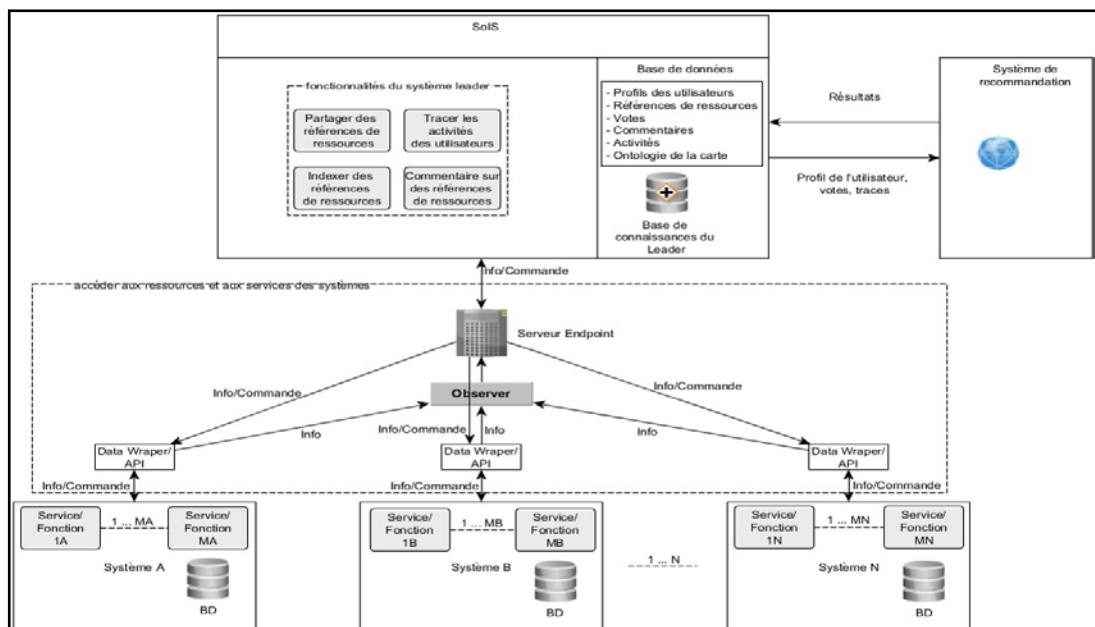 SoIS
fonctionnalités du système leader
Partager des
références de
ressources
Tracer les
activités
des utilisateurs
Indexer des
références
de ressources
Commentaire sur
des références
de ressources
Base de données
- Profils des utilisateurs
- Références de ressources
- Votes
- Commentaires
- Activités
- Ontologie de la carte
Base de
connaissances du
Leader
Résultats
Profil de l'utilisateur,
votes, traces
Système de
recommandation
nfo/Commande
accéder aux ressources et aux services des systèmes
Serveur Endpoint
Info/Commande
Info/Commande
Observer
Info
Info/Commande
Info
Info
Data Wraper/
API
Data Wraper/
API
Data Wraper/
API
Info/Commande
Info/Commande
Info/Commande
Service/
Fonction
1A
1 ... MA
Service/
Fonction
MA
Système A
BD
Service/
Fonction
1B
1 ... MB
Service/
Fonction
MB
Système B
BD
1 ... N
Service/
Fonction
1N
1 ... MN
Service/
Fonction
MN
Système N
BD